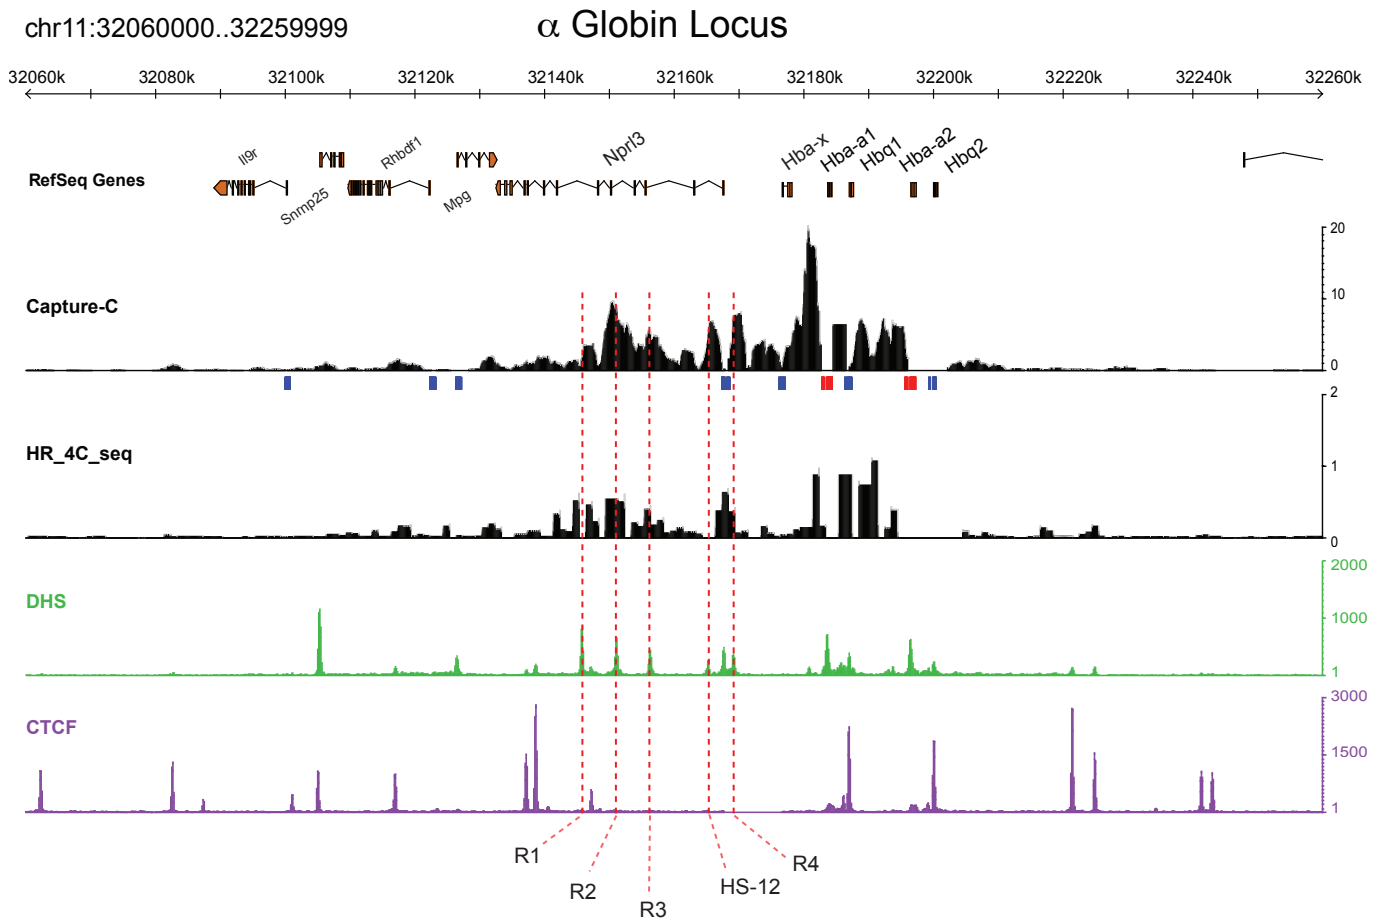 chr11:32060000..32259999
α Globin Locus
32060k 32080k 32100k 32120k 32140k 32160k 32180k 32200k 32220k 32240k 32260k
Il9r Rhbdf1 Nprl3 Hba-x Hba-a1 Hbq1 Hba-a2 Hbq2
RefSeq Genes
Snrnp25 Mpg
20
Capture-C
10
0
2
HR_4C_seq
1
0
2000
DHS
1000
1
3000
CTCF
1500
1
R1
R4
R2
HS-12
R3